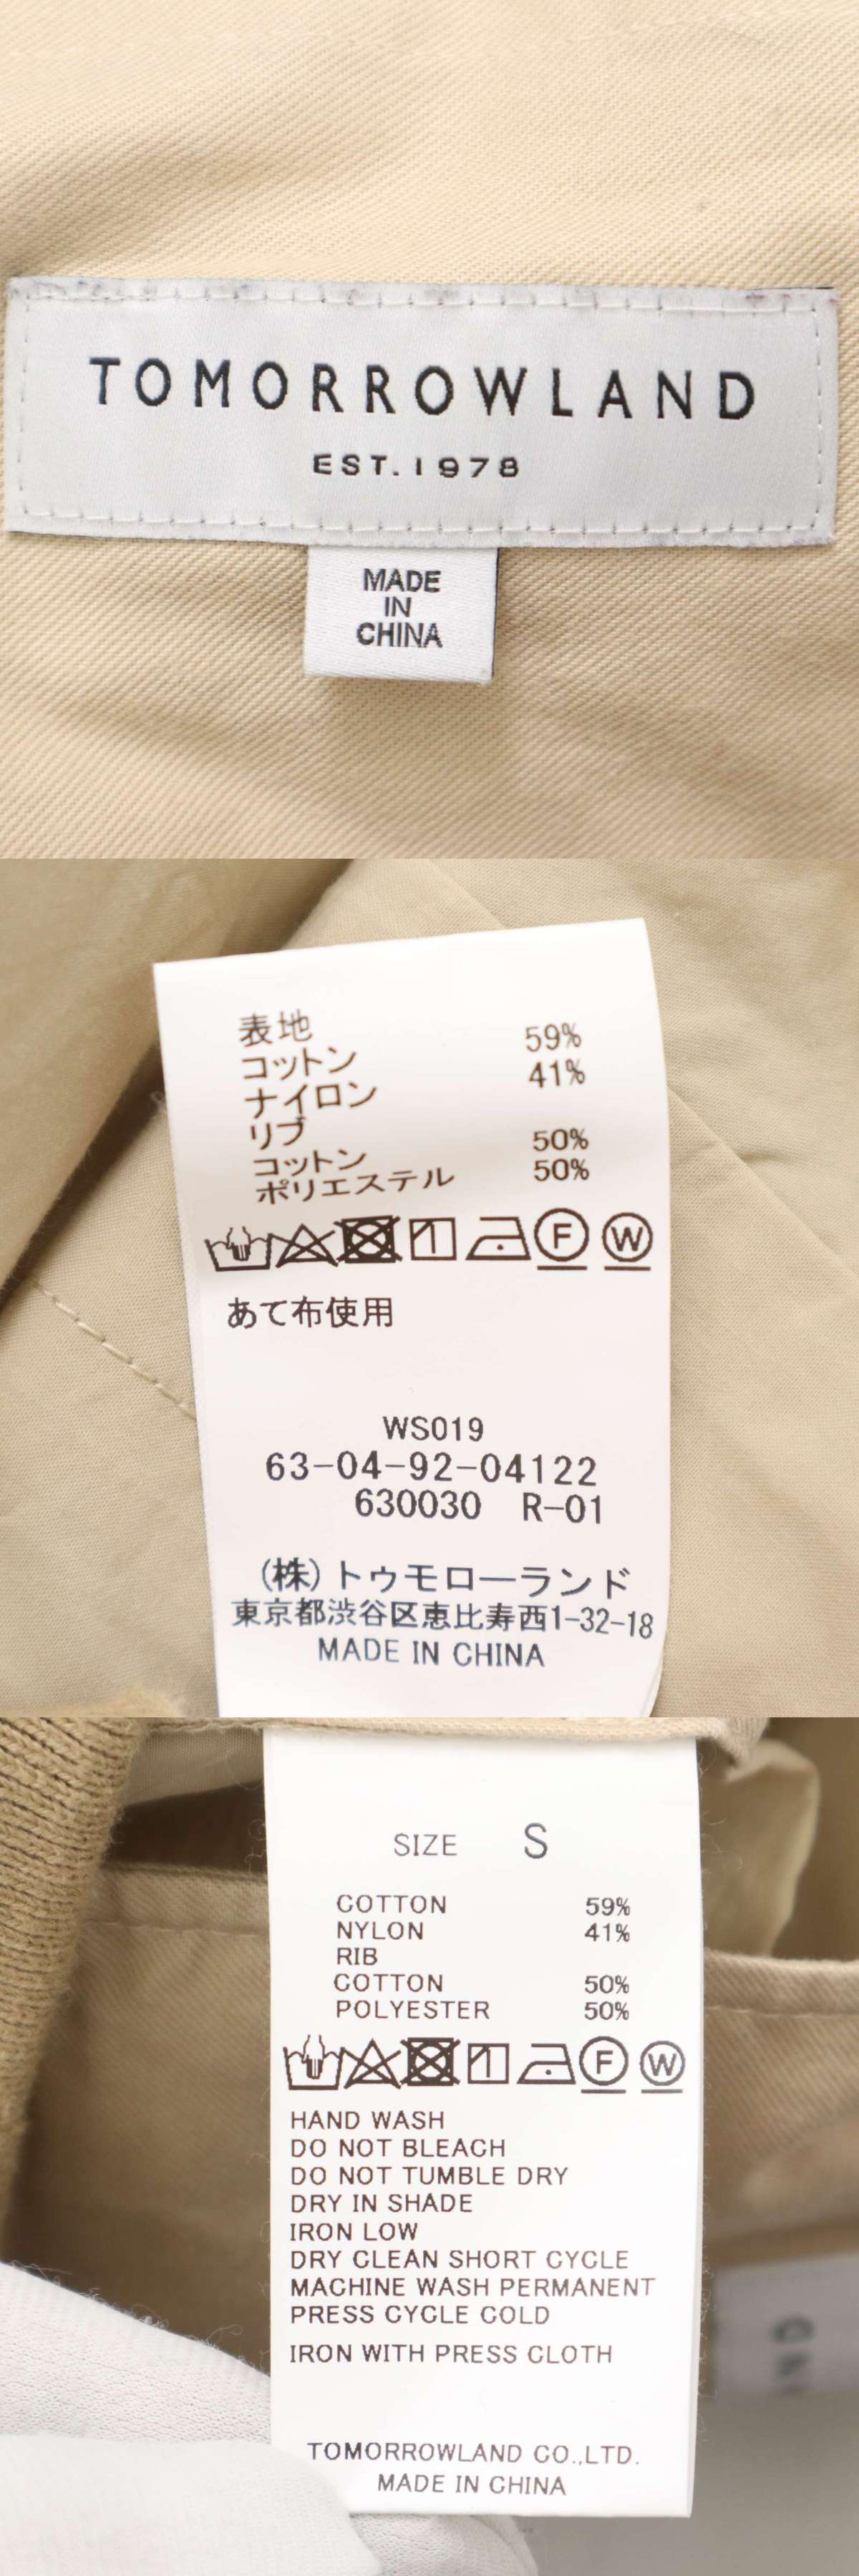 TOMORROWLAND
EST. 1978
MADE
IN
CHINA
表地
コットン 59%
ナイロン 41%
リブ
コットン 50%
ポリエステル 50%
F W
あて布使用
WS019
63-04-92-04122
630030 R-01
(株)トゥモローランド
東京都渋谷区恵比寿西1-32-18
MADE IN CHINA
SIZE S
COTTON 59%
NYLON 41%
RIB
COTTON 50%
POLYESTER 50%
F W
HAND WASH
DO NOT BLEACH
DO NOT TUMBLE DRY
DRY IN SHADE
IRON LOW
DRY CLEAN SHORT CYCLE
MACHINE WASH PERMANENT
PRESS CYCLE COLD
IRON WITH PRESS CLOTH
TOMORROWLAND CO.,LTD.
MADE IN CHINA